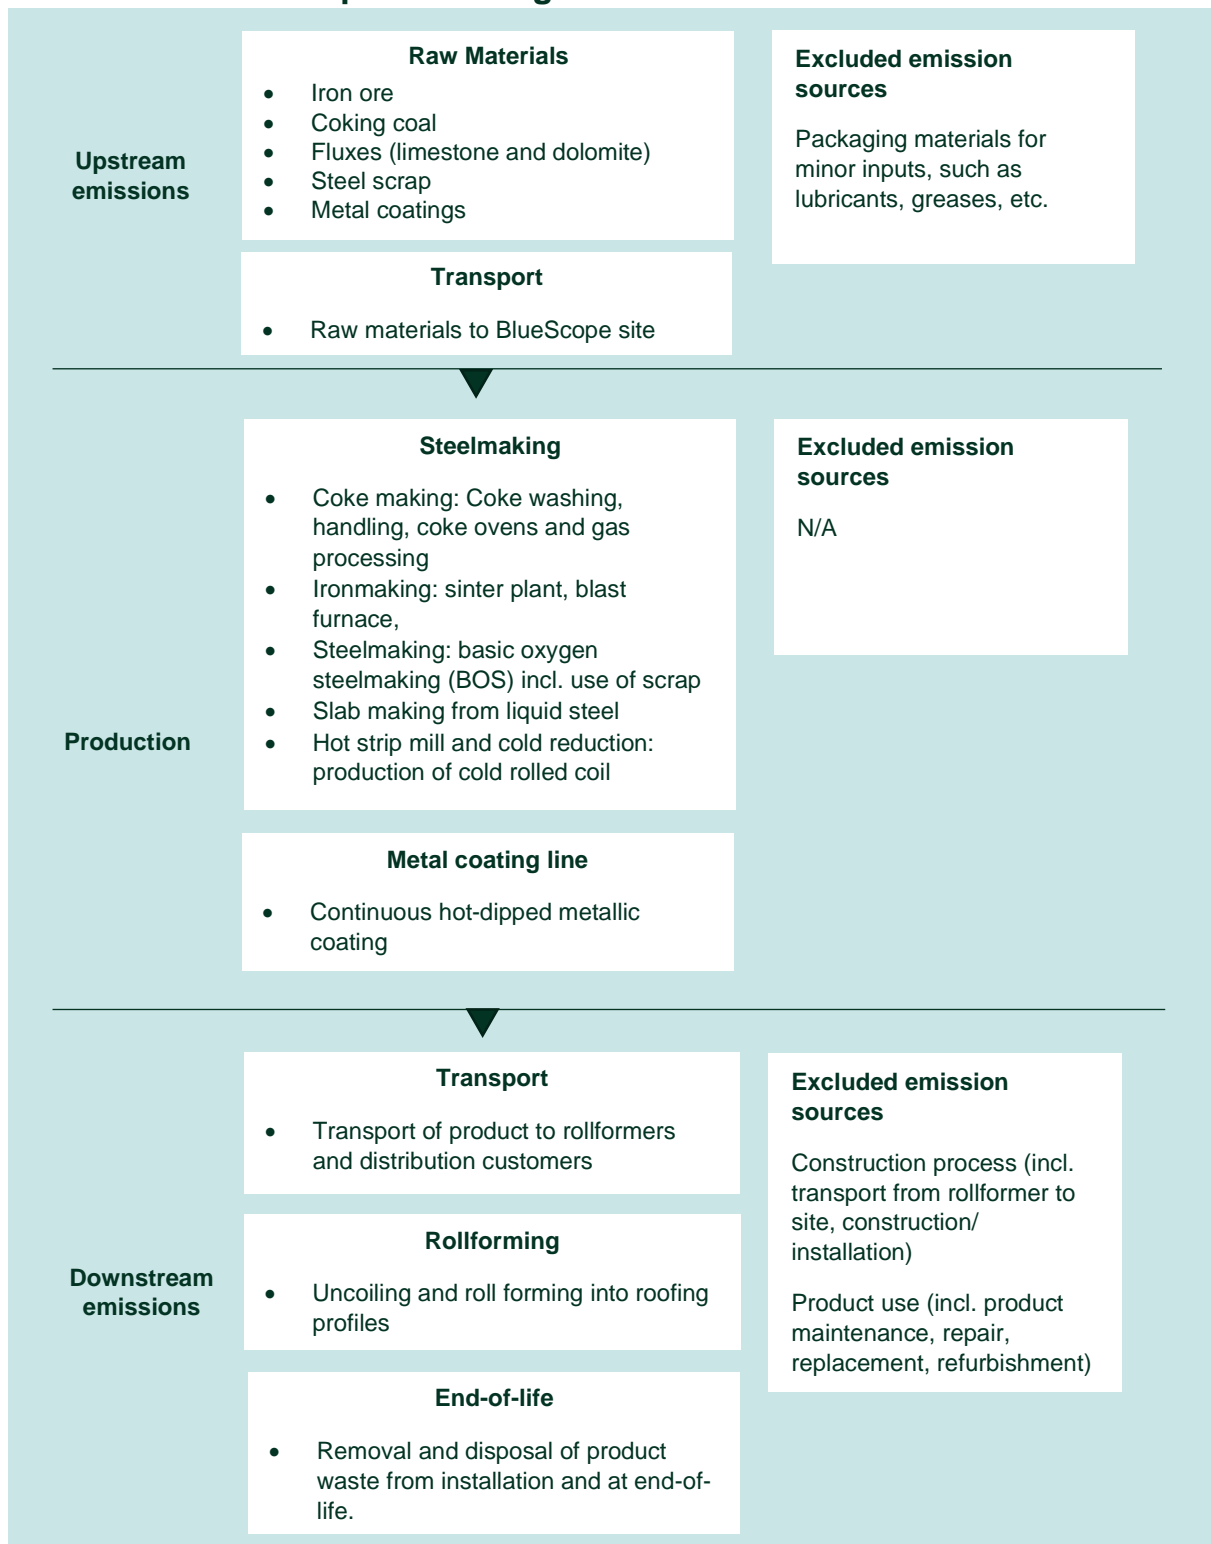 Upstream
emissions
Raw Materials
• Iron ore
• Coking coal
• Fluxes (limestone and dolomite)
• Steel scrap
• Metal coatings
Excluded emission
sources
Packaging materials for
minor inputs, such as
lubricants, greases, etc.
Transport
• Raw materials to BlueScope site
Production
Steelmaking
• Coke making: Coke washing,
handling, coke ovens and gas
processing
• Ironmaking: sinter plant, blast
furnace,
• Steelmaking: basic oxygen
steelmaking (BOS) incl. use of scrap
• Slab making from liquid steel
• Hot strip mill and cold reduction:
production of cold rolled coil
Excluded emission
sources
N/A
Metal coating line
• Continuous hot-dipped metallic
coating
Downstream
emissions
Transport
• Transport of product to rollformers
and distribution customers
Rollforming
• Uncoiling and roll forming into roofing
profiles
End-of-life
• Removal and disposal of product
waste from installation and at end-of-
life.
Excluded emission
sources
Construction process (incl.
transport from rollformer to
site, construction/
installation)
Product use (incl. product
maintenance, repair,
replacement, refurbishment)